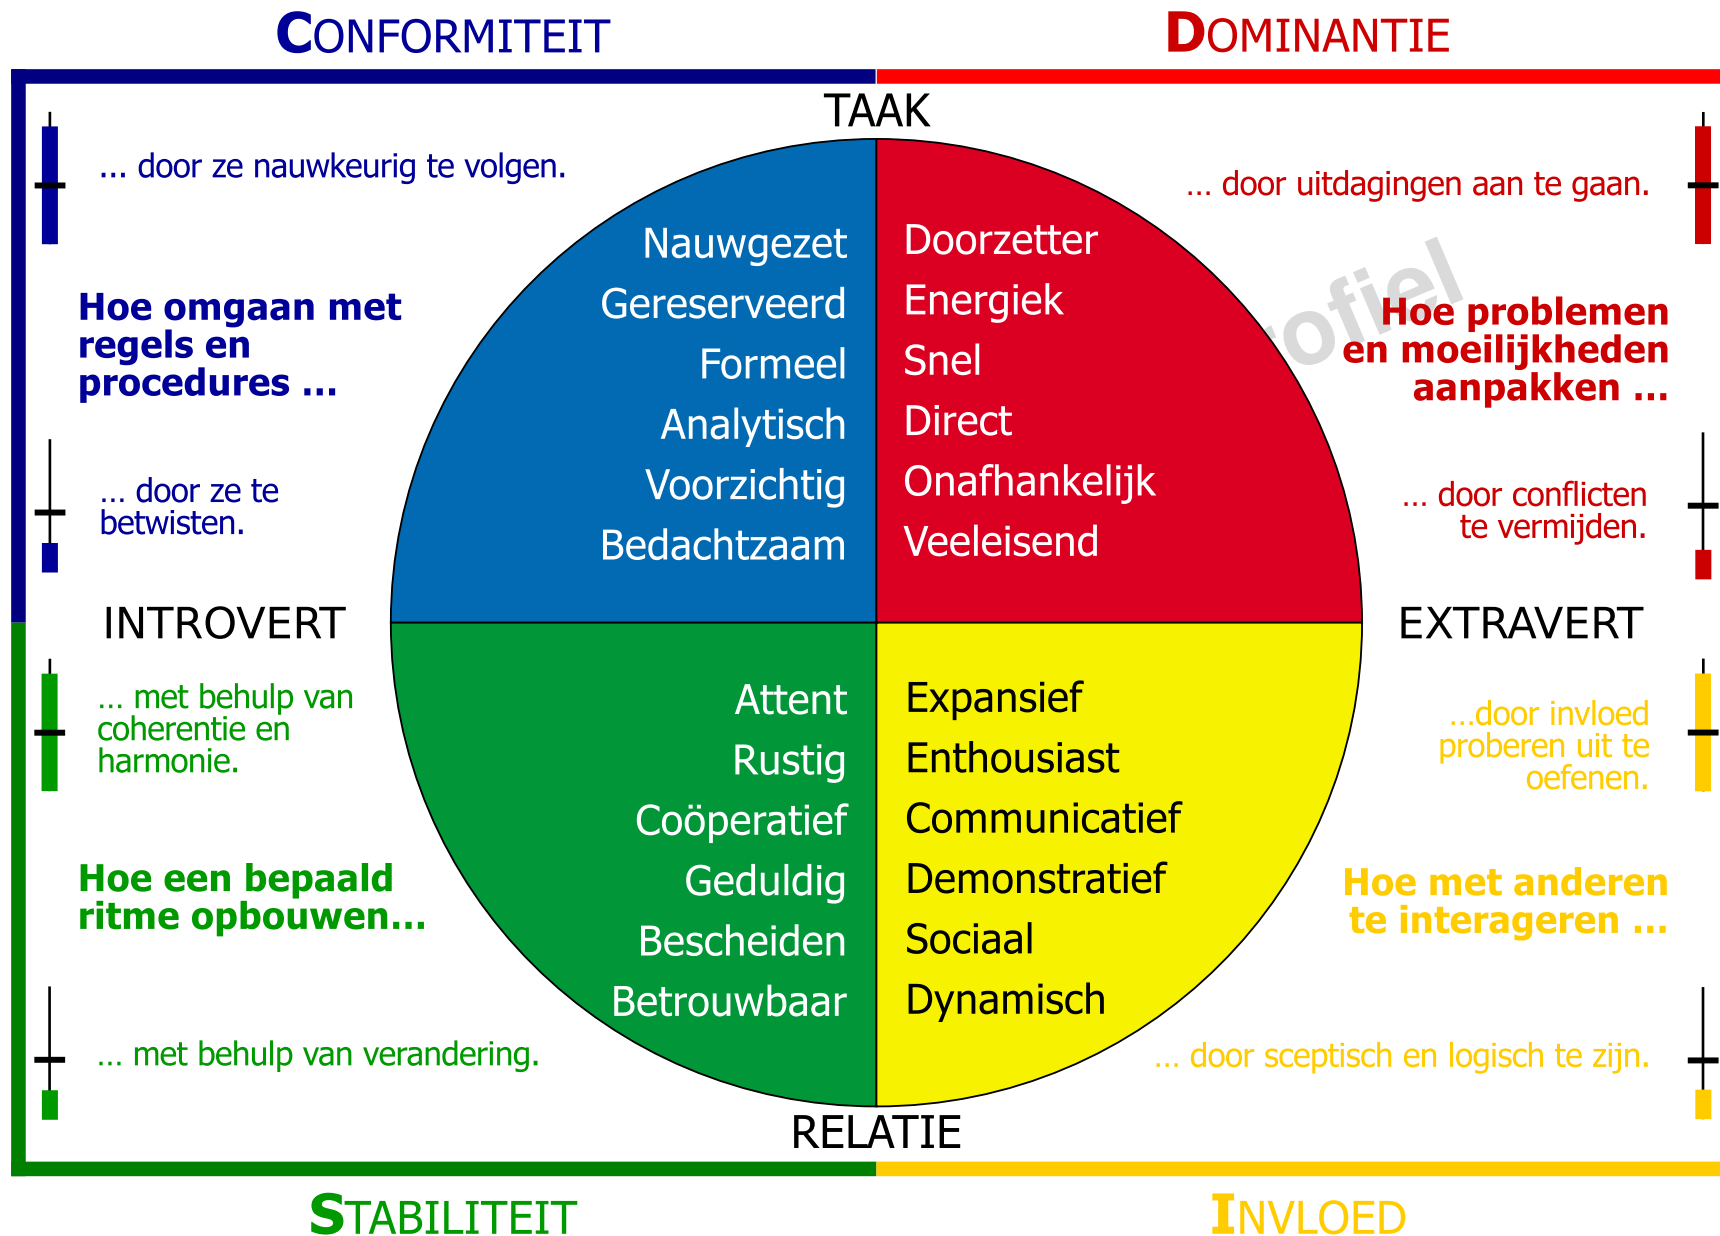 CONFORMITEIT
DOMINANTIE
TAAK
... door ze nauwkeurig te volgen.
Hoe omgaan met
regels en
procedures ...
... door ze te
betwisten.
Nauwgezet
Gereserveerd
Formeel
Analytisch
Voorzichtig
Bedachtzaam
Doorzetter
Energiek
Snel
Direct
Onafhankelijk
Veeleisend
... door uitdagingen aan te gaan.
Hoe problemen
en moeilijkheden
aanpakken ...
... door conflicten
te vermijden.
INTROVERT
EXTRAVERT
... met behulp van
coherentie en
harmonie.
Hoe een bepaald
ritme opbouwen...
... met behulp van verandering.
Attent
Rustig
Coöperatief
Geduldig
Bescheiden
Betrouwbaar
Expansief
Enthousiast
Communicatief
Demonstratief
Sociaal
Dynamisch
...door invloed
proberen uit te
oefenen.
Hoe met anderen
te interageren ...
... door sceptisch en logisch te zijn.
RELATIE
STABILITEIT
INVLOED